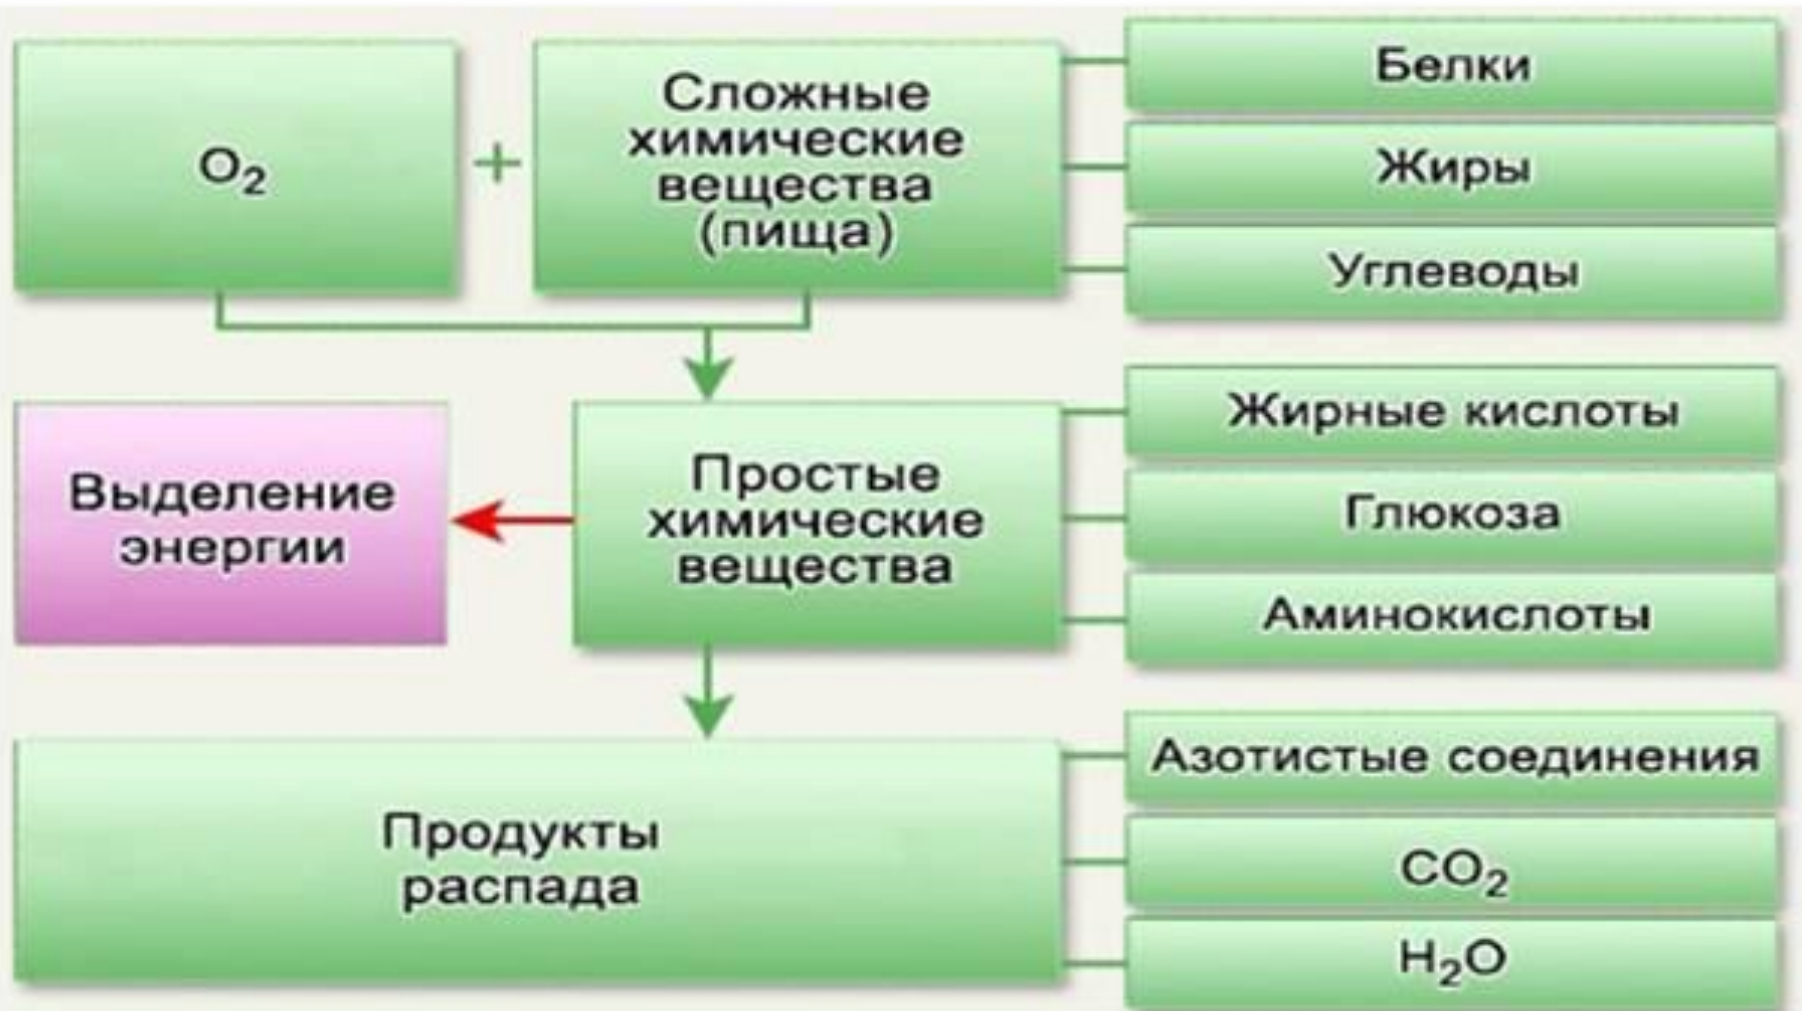 O₂
+
Сложные
химические
вещества
(пища)
Белки
Жиры
Углеводы
Выделение
энергии
Простые
химические
вещества
Жирные кислоты
Глюкоза
Аминокислоты
Продукты
распада
Азотистые соединения
CO₂
H₂O